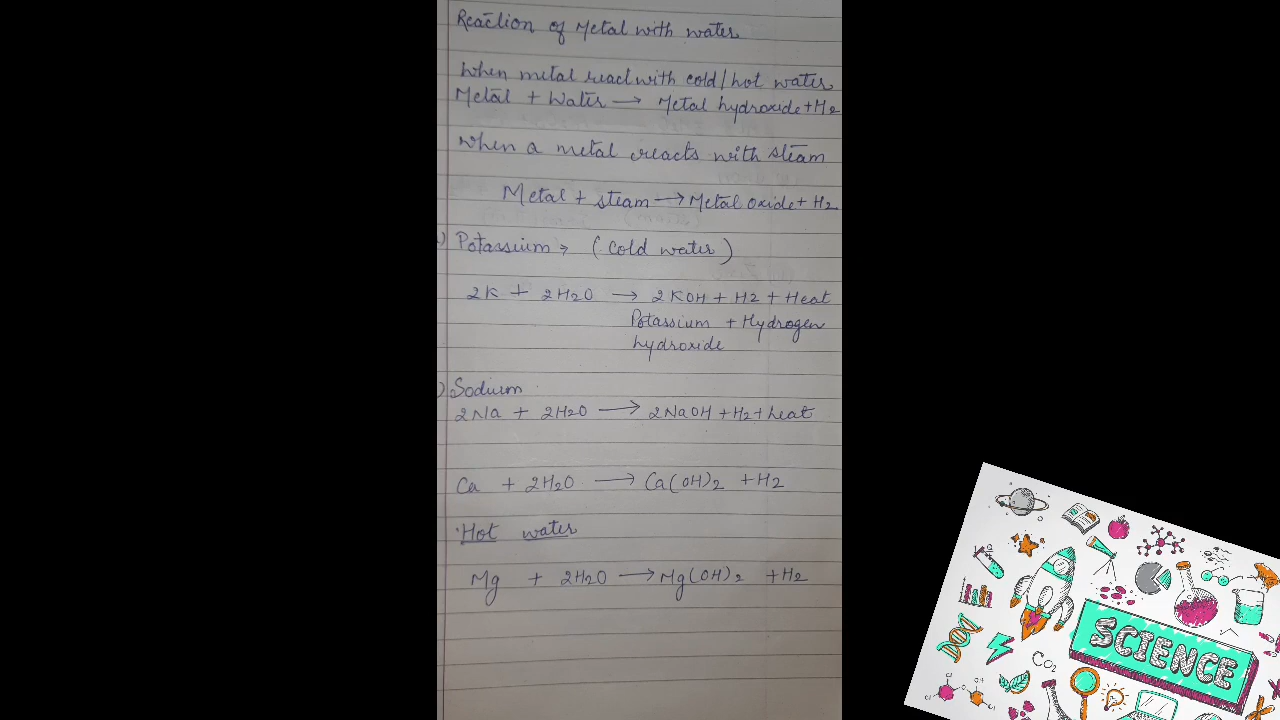 Reaction of Metal with water
When metal react with cold/hot water
Metal + Water → Metal hydroxide + H2
When a metal reacts with steam
Metal + steam → Metal oxide + H2
) Potassium → (Cold water)
2K + 2H2O → 2KOH + H2 + Heat
Potassium + Hydrogen
hydroxide
) Sodium
2Na + 2H2O → 2NaOH + H2 + heat
Ca + 2H2O → Ca(OH)2 + H2
Hot water
Mg + 2H2O → Mg(OH)2 + H2
SCIENCE
CO2